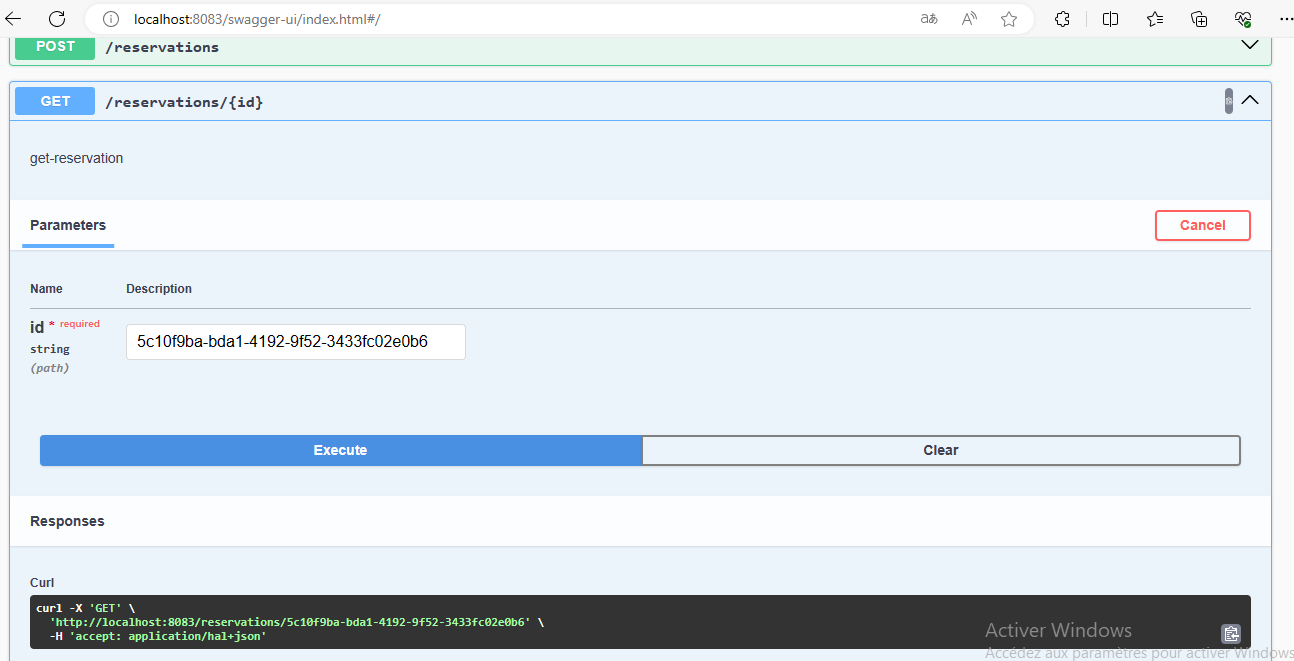 localhost:8083/swagger-ui/index.html#/
POST /reservations
GET /reservations/{id}
get-reservation
Parameters
Cancel
Name Description
id * required
string
(path)
5c10f9ba-bda1-4192-9f52-3433fc02e0b6
Execute Clear
Responses
Curl
curl -X 'GET' \
'http://localhost:8083/reservations/5c10f9ba-bda1-4192-9f52-3433fc02e0b6' \
-H 'accept: application/hal+json'
Activer Windows
Accédez aux paramètres pour activer Windows